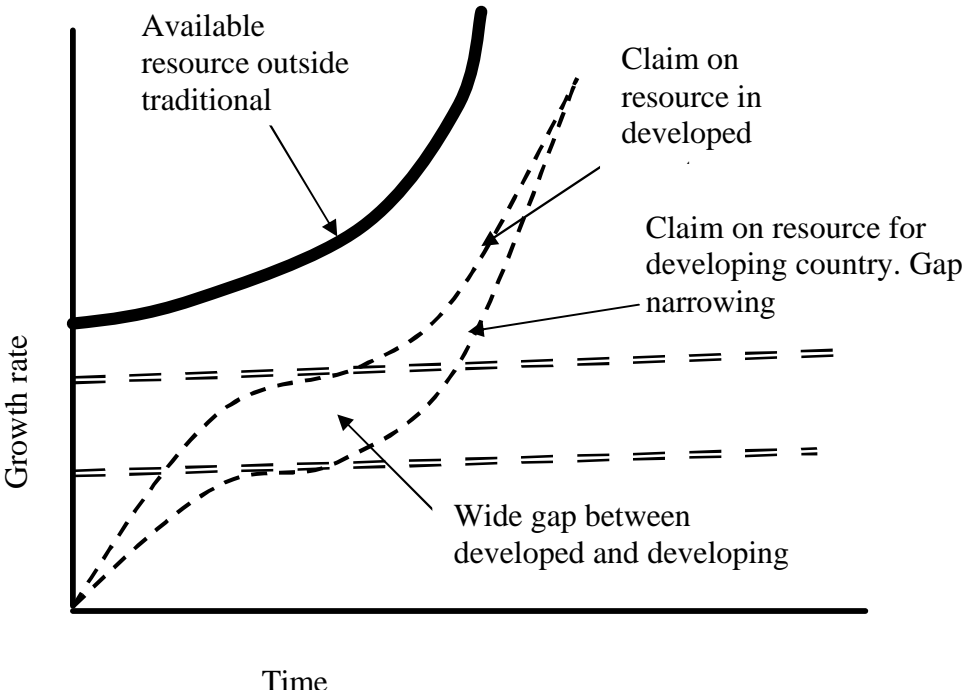 Available
resource outside
traditional
Claim on
resource in
developed
Claim on resource for
developing country. Gap
narrowing
Growth rate
Wide gap between
developed and developing
Time